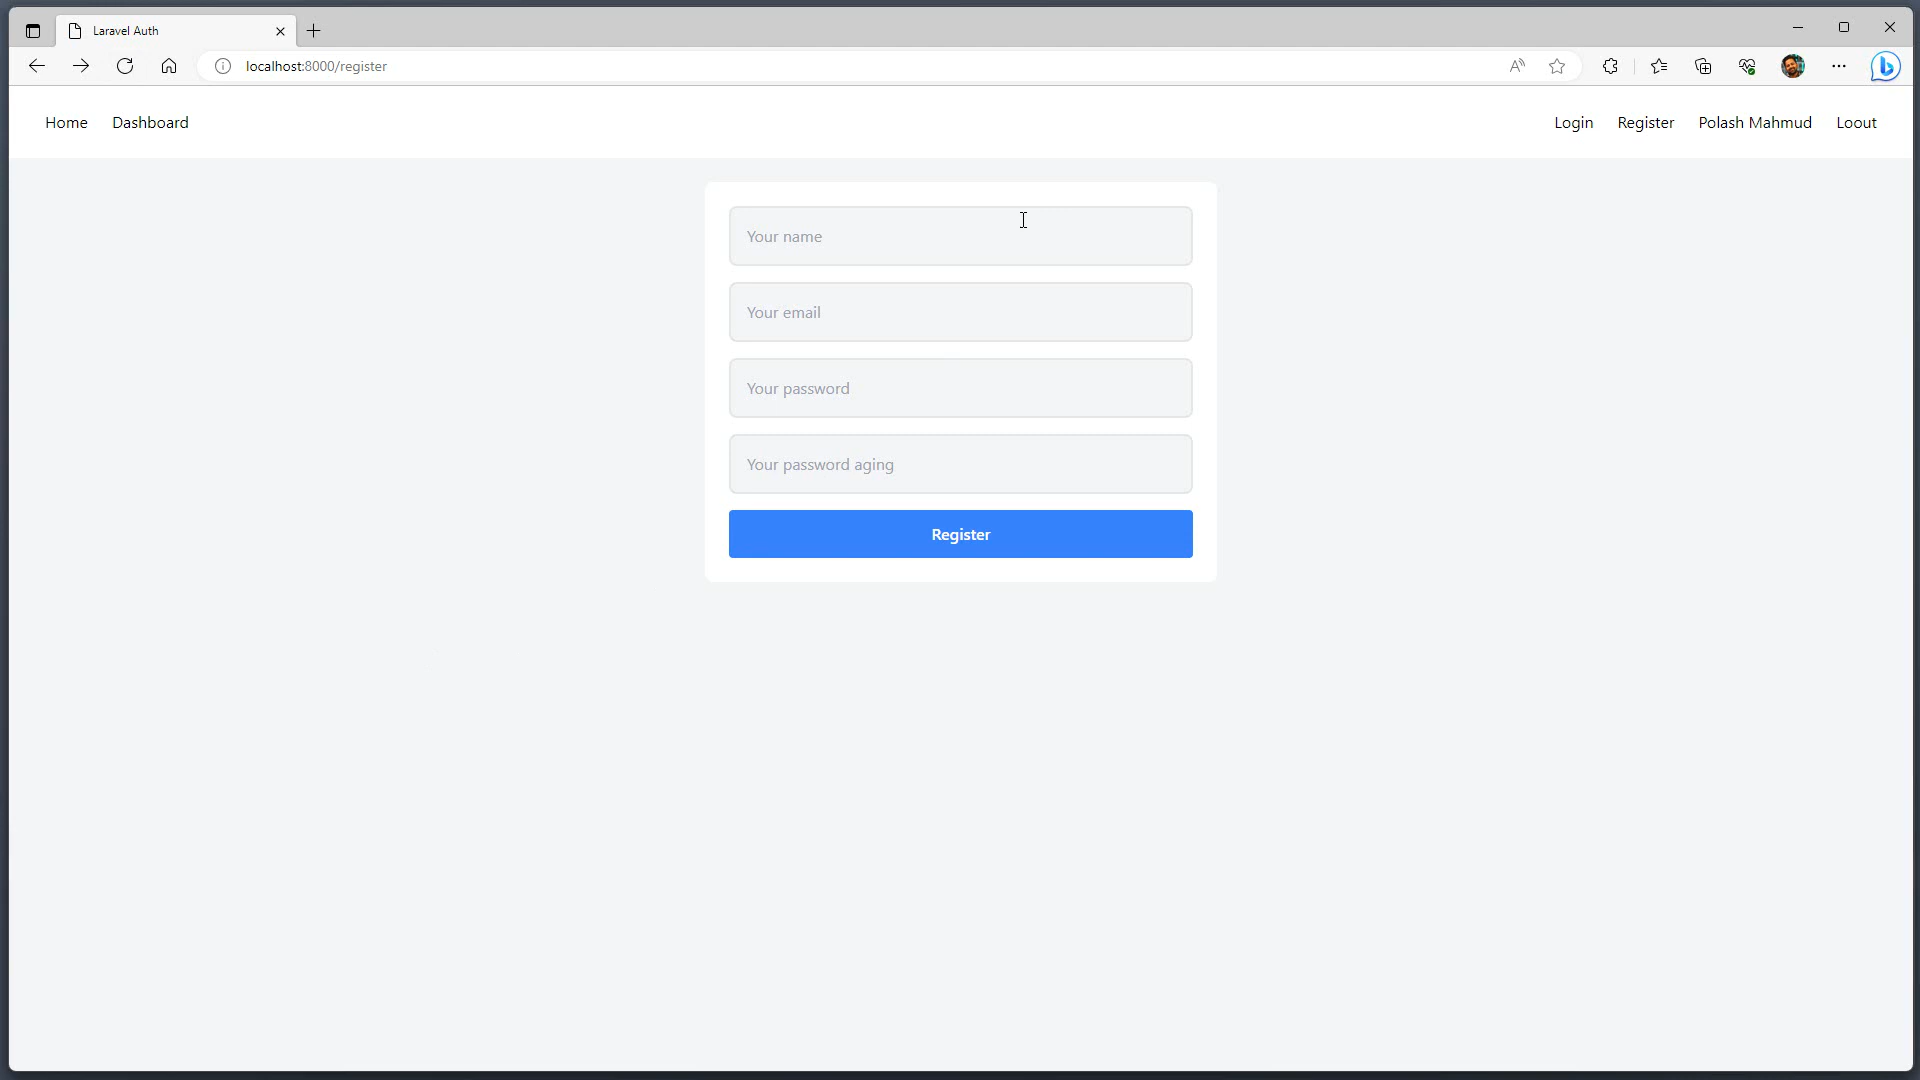 Laravel Auth
localhost:8000/register
Home Dashboard Login Register Polash Mahmud Loout
Your name
Your email
Your password
Your password aging
Register